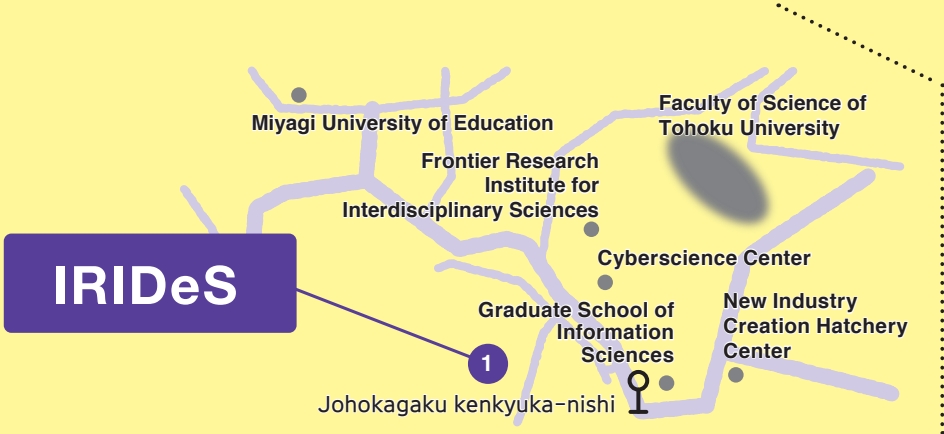 Faculty of Science of
Tohoku University
Miyagi University of Education
Frontier Research
Institute for
Interdisciplinary Sciences
Cyberscience Center
IRIDeS
Graduate School of
Information
Sciences
New Industry
Creation Hatchery
Center
1
Johokagaku kenkyuka-nishi